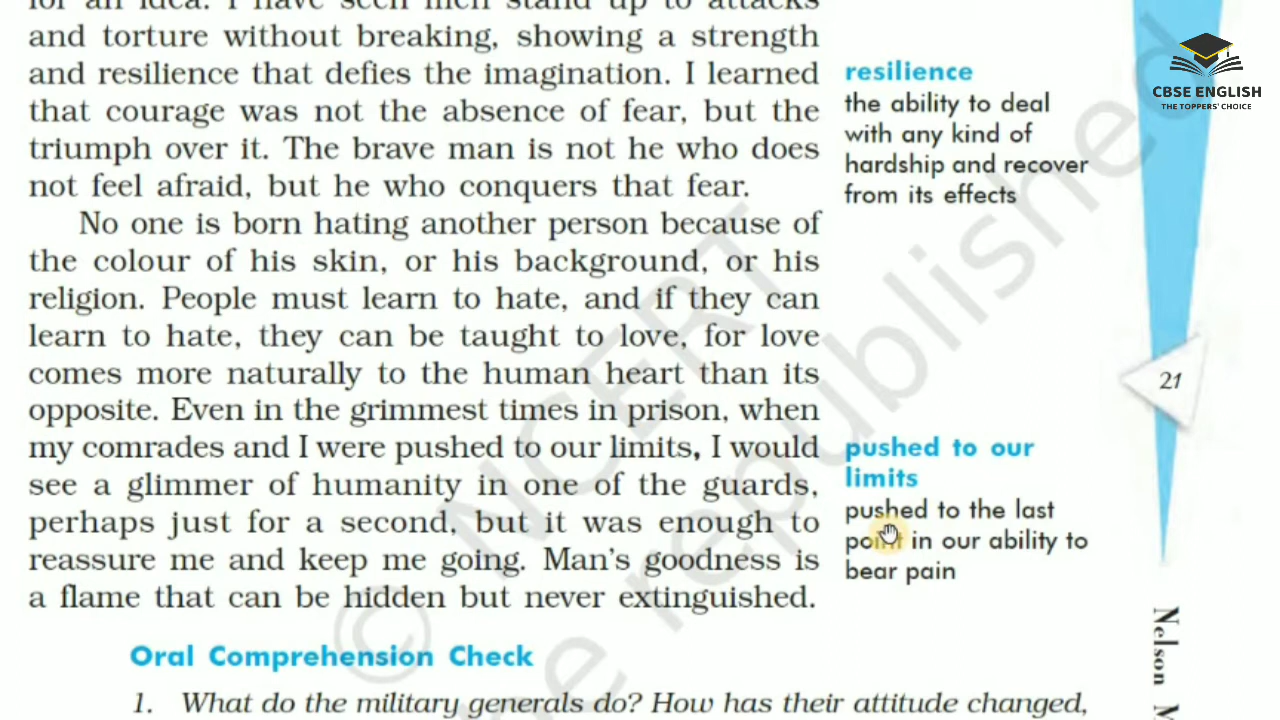 for an idea. I have seen men stand up to attacks
and torture without breaking, showing a strength
and resilience that defies the imagination. I learned
that courage was not the absence of fear, but the
triumph over it. The brave man is not he who does
not feel afraid, but he who conquers that fear.
No one is born hating another person because of
the colour of his skin, or his background, or his
religion. People must learn to hate, and if they can
learn to hate, they can be taught to love, for love
comes more naturally to the human heart than its
opposite. Even in the grimmest times in prison, when
my comrades and I were pushed to our limits, I would
see a glimmer of humanity in one of the guards,
perhaps just for a second, but it was enough to
reassure me and keep me going. Man's goodness is
a flame that can be hidden but never extinguished.
resilience
the ability to deal
with any kind of
hardship and recover
from its effects
pushed to our
limits
pushed to the last
point in our ability to
bear pain
Oral Comprehension Check
1. What do the military generals do? How has their attitude changed,
CBSE ENGLISH
THE TOPPERS' CHOICE
21
Nelson M
© NCERT
be republished